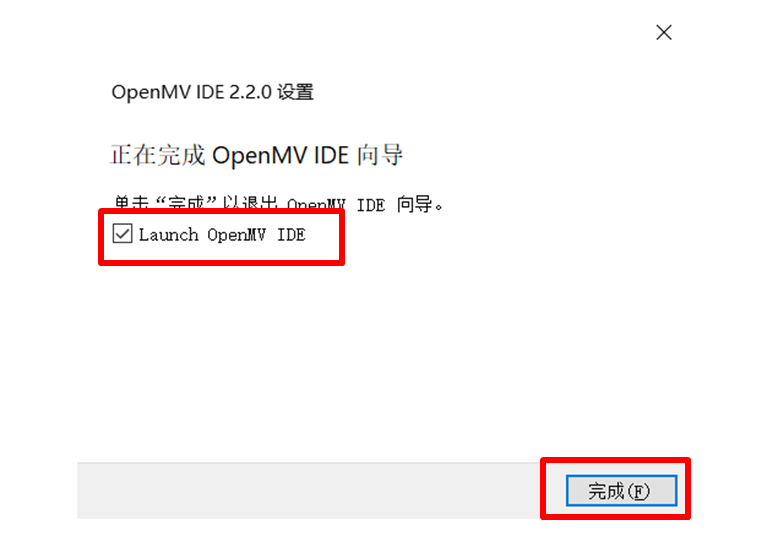 OpenMV IDE 2.2.0 设置
正在完成 OpenMV IDE 向导
单击“完成”以退出 OpenMV IDE 向导。
Launch OpenMV IDE
完成(F)